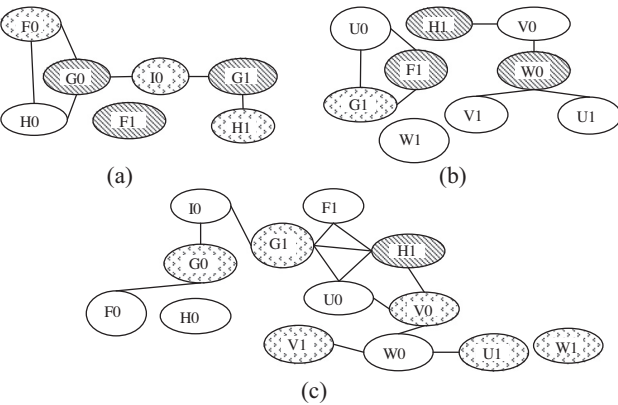 F0
G0 I0 G1
H0 F1 H1
(a)
U0 H1 V0
F1 W0
G1 V1 U1
W1
(b)
I0 F1
G1 H1
G0
F0 H0 U0 V0
V1 W0 U1 W1
(c)